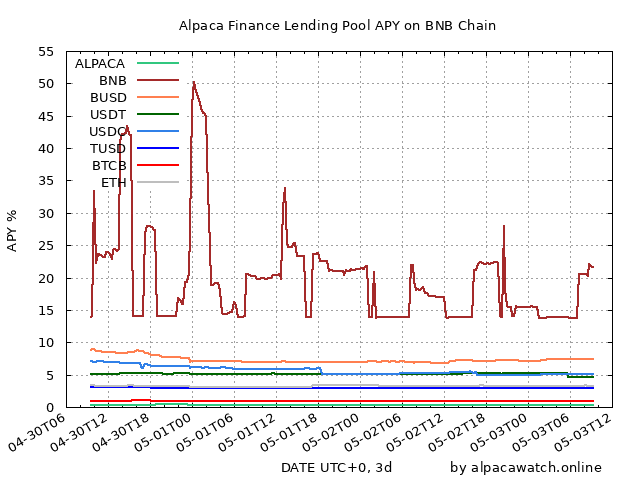 Alpaca Finance Lending Pool APY on BNB Chain
55
50
45
40
35
30
25
20
15
10
5
0
APY %
ALPACA
BNB
BUSD
USDT
USDC
TUSD
BTCB
ETH
04-30T06
04-30T12
04-30T18
05-01T00
05-01T06
05-01T12
05-01T18
05-02T00
05-02T06
05-02T12
05-02T18
05-03T00
05-03T06
05-03T12
DATE UTC+0, 3d by alpacawatch.online